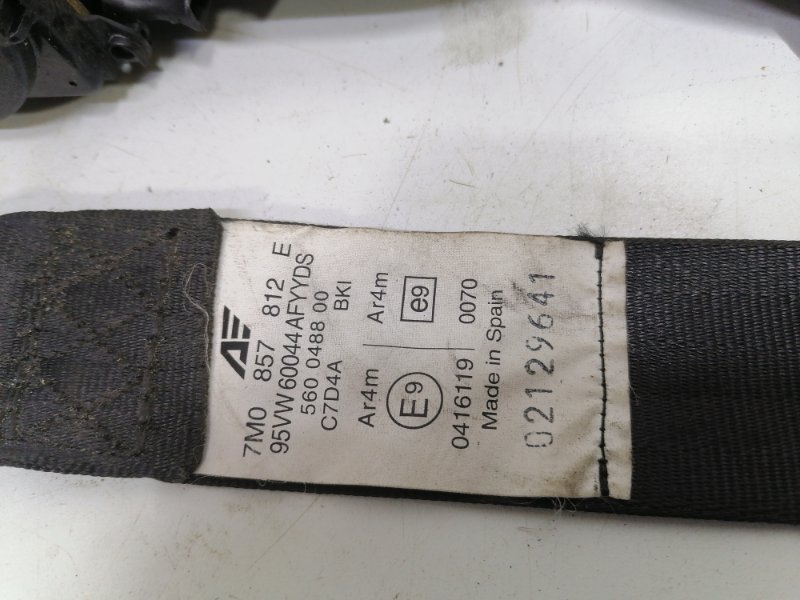 7M0 857 812 E
95VW60044AFYYDS
560 0488 00
C7D4A BKI
Ar4m Ar4m
E9 e9
0416119 0070
Made in Spain
02129641